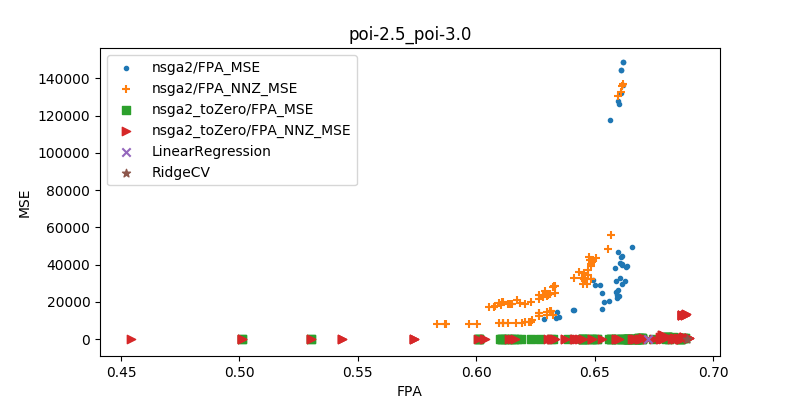 poi-2.5_poi-3.0
nsga2/FPA_MSE
nsga2/FPA_NNZ_MSE
nsga2_toZero/FPA_MSE
nsga2_toZero/FPA_NNZ_MSE
LinearRegression
RidgeCV
MSE
140000
120000
100000
80000
60000
40000
20000
0
0.45 0.50 0.55 0.60 0.65 0.70
FPA